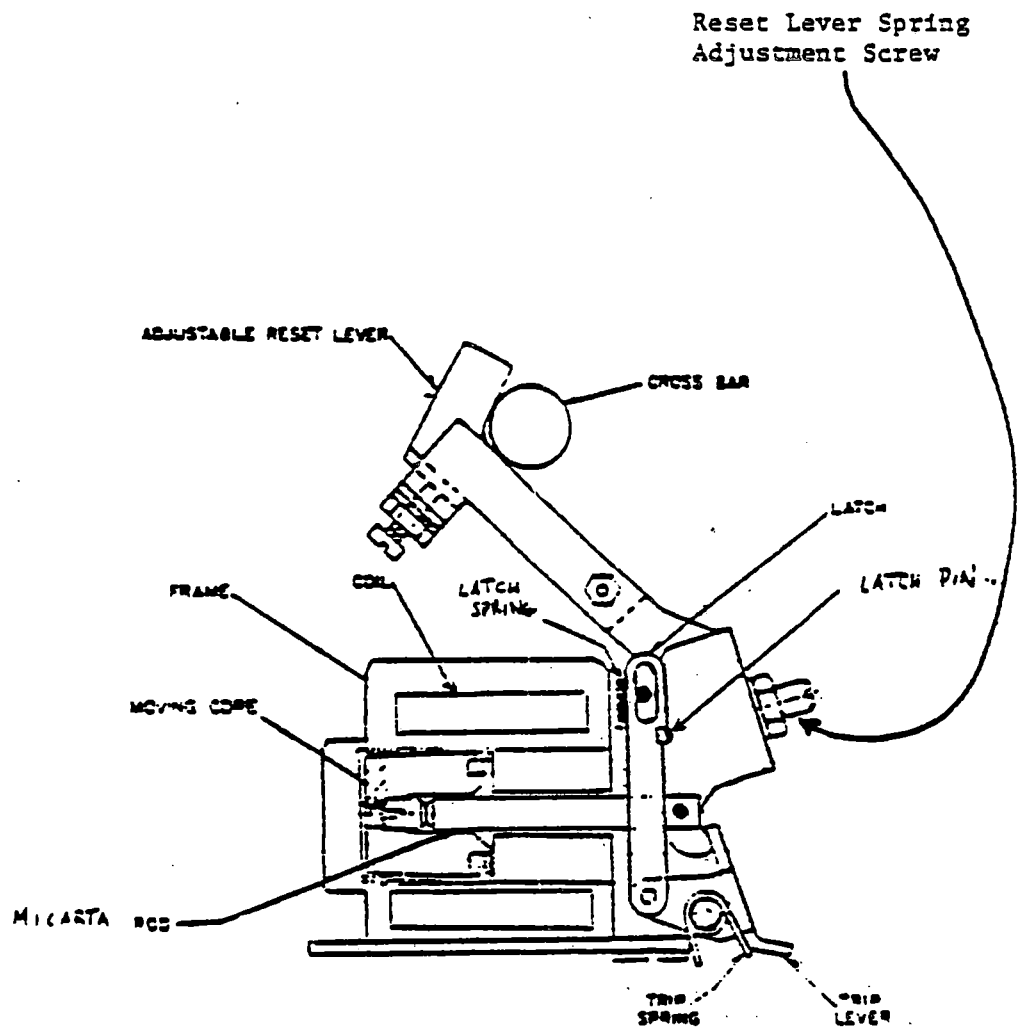 Reset Lever Spring
Adjustment Screw
ADJUSTABLE RESET LEVER
CROSS BAR
LATCH
FRAME
COIL
LATCH
SPRING
LATCH PIN
MOVING CORE
MICARTA ROD
TRIP
SPRING
TRIP
LEVER